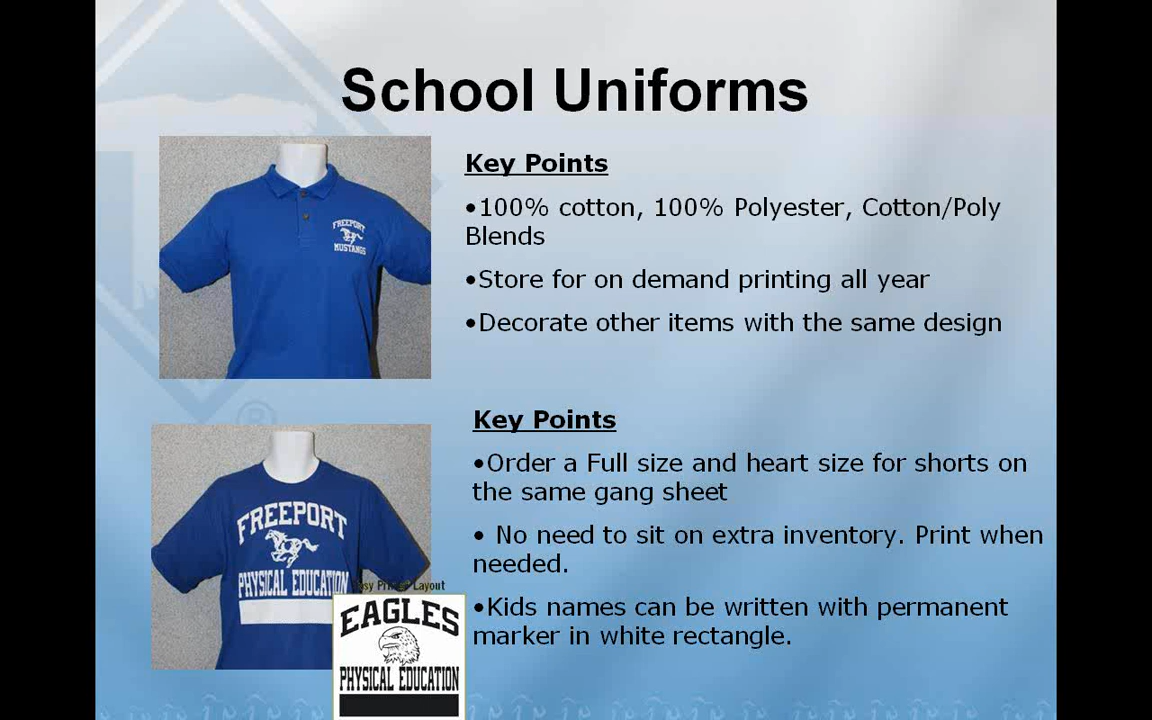 School Uniforms
FREEPORT
MUSTANGS
Key Points
•100% cotton, 100% Polyester, Cotton/Poly
Blends
•Store for on demand printing all year
•Decorate other items with the same design
®
FREEPORT
PHYSICAL EDUCATION
Key Points
•Order a Full size and heart size for shorts on
the same gang sheet
• No need to sit on extra inventory. Print when
needed.
•Kids names can be written with permanent
marker in white rectangle.
Layout
EAGLES
PHYSICAL EDUCATION